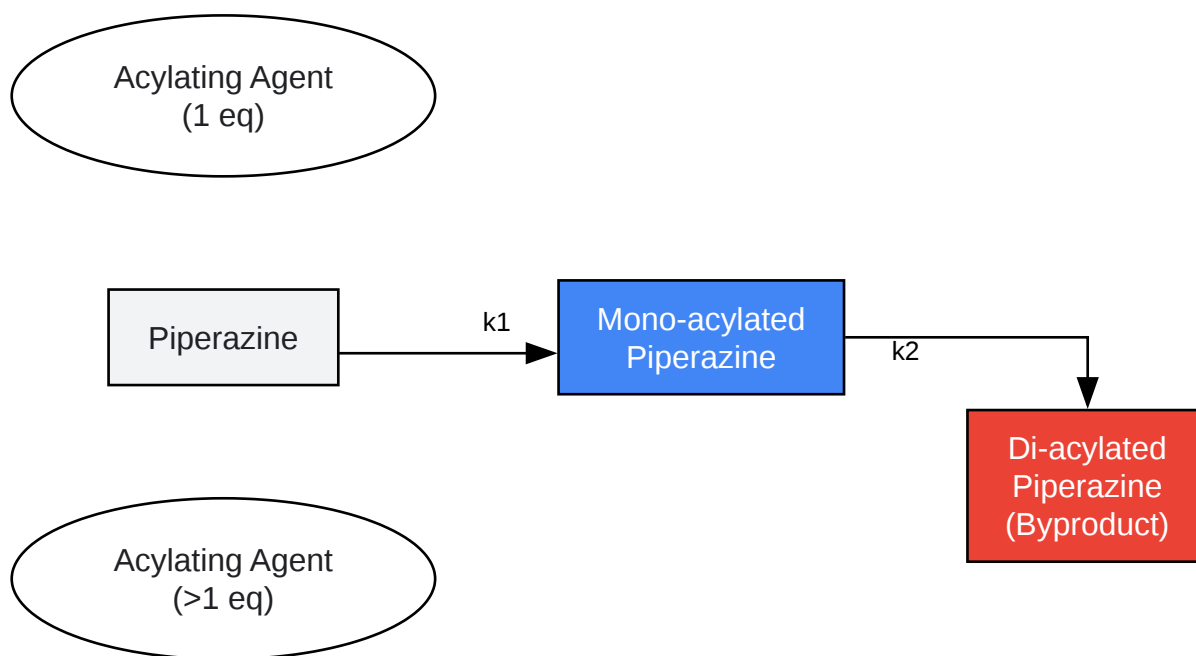 Acylating Agent
(1 eq)
Piperazine
k1
Mono-acylated
Piperazine
k2
Di-acylated
Piperazine
(Byproduct)
Acylating Agent
(>1 eq)